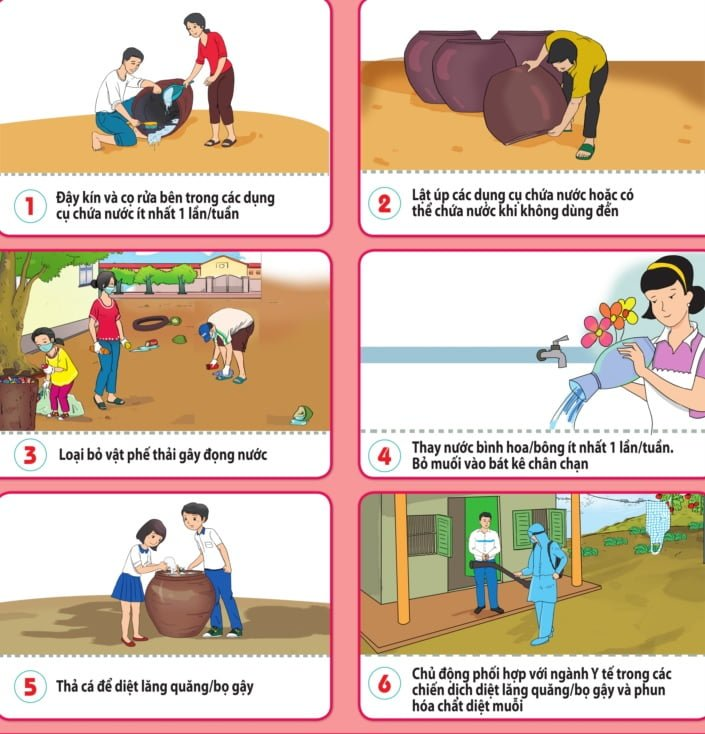 1 Đậy kín và cọ rửa bên trong các dụng
cụ chứa nước ít nhất 1 lần/tuần
2 Lật úp các dụng cụ chứa nước hoặc có
thể chứa nước khi không dùng đến
3 Loại bỏ vật phế thải gây đọng nước
4 Thay nước bình hoa/bông ít nhất 1 lần/tuần.
Bỏ muối vào bát kê chân chạn
5 Thả cá để diệt lăng quăng/bọ gậy
6 Chủ động phối hợp với ngành Y tế trong các
chiến dịch diệt lăng quăng/bọ gậy và phun
hóa chất diệt muỗi